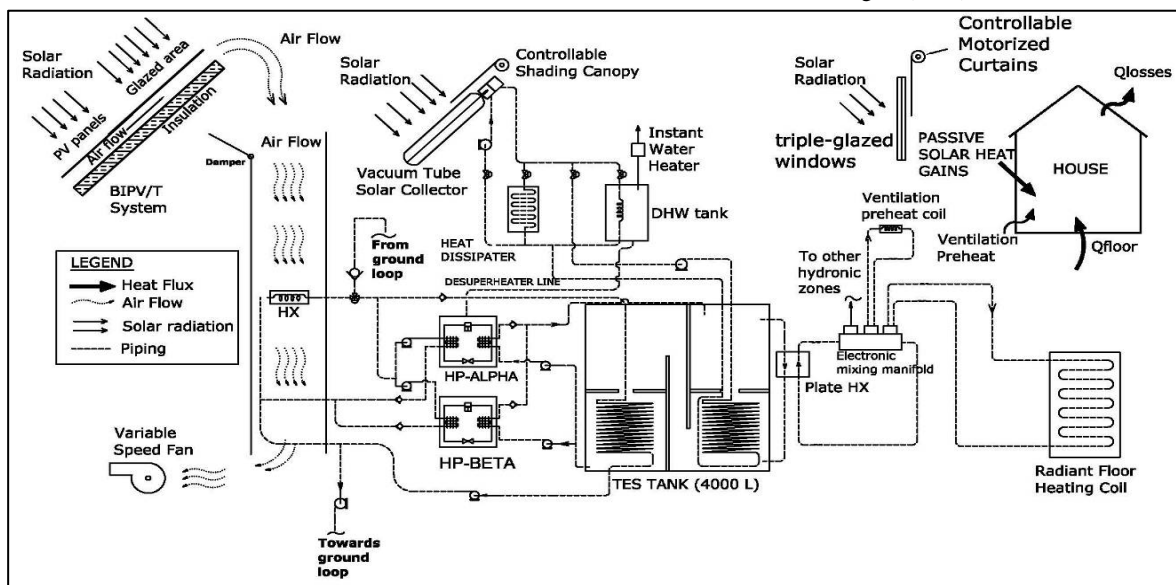 Solar
Radiation
Glazed area
PV panels
Air flow
Insulation
BIPV/T
System
Air Flow
Air Flow
Damper
LEGEND
Heat Flux
Air Flow
Solar radiation
Piping
HX
Variable
Speed Fan
From
ground
loop
Towards
ground
loop
Solar
Radiation
Controllable
Shading Canopy
Vacuum Tube
Solar Collector
Instant
Water
Heater
DHW tank
HEAT
DISSIPATER
DESUPERHEATER LINE
HP-ALPHA
HP-BETA
TES TANK (4000 L)
Plate HX
Solar
Radiation
Controllable
Motorized
Curtains
triple-glazed
windows
PASSIVE
SOLAR HEAT
GAINS
Qlosses
HOUSE
Ventilation
Preheat
Qfloor
Ventilation
preheat coil
To other
hydronic
zones
Electronic
mixing manifold
Radiant Floor
Heating Coil